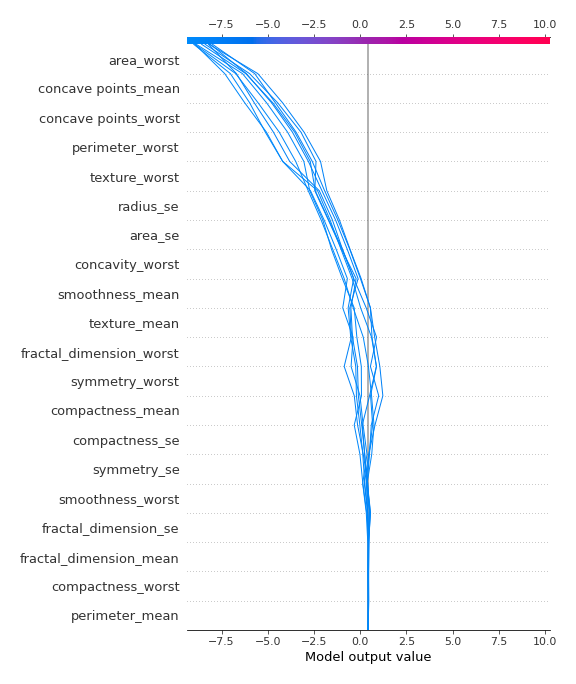 −7.5 −5.0 −2.5 0.0 2.5 5.0 7.5 10.0
area_worst
concave points_mean
concave points_worst
perimeter_worst
texture_worst
radius_se
area_se
concavity_worst
smoothness_mean
texture_mean
fractal_dimension_worst
symmetry_worst
compactness_mean
compactness_se
symmetry_se
smoothness_worst
fractal_dimension_se
fractal_dimension_mean
compactness_worst
perimeter_mean
−7.5 −5.0 −2.5 0.0 2.5 5.0 7.5 10.0
Model output value